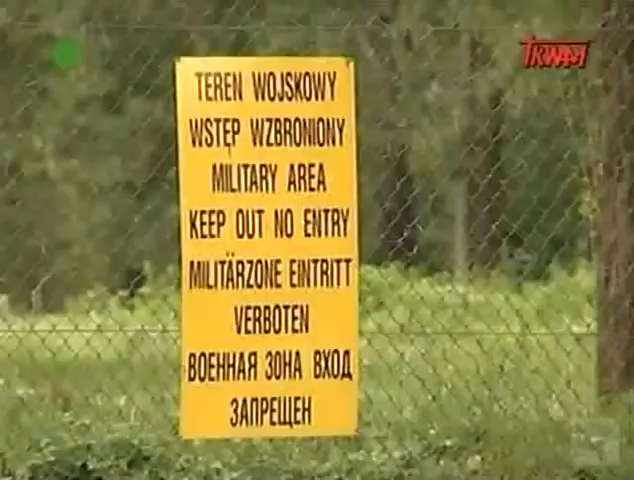 TRWAM
TEREN WOJSKOWY
WSTĘP WZBRONIONY
MILITARY AREA
KEEP OUT NO ENTRY
MILITÄRZONE EINTRITT
VERBOTEN
ВОЕННАЯ ЗОНА ВХОД
ЗАПРЕЩЕН